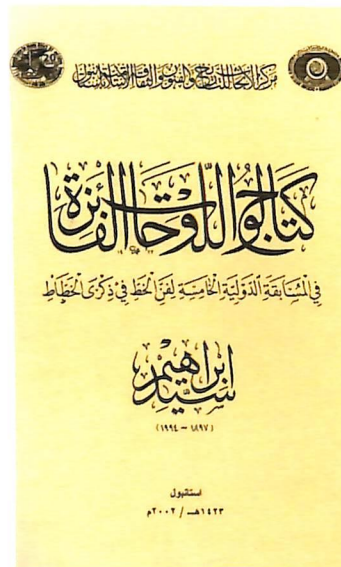 مركز الأبحاث للتاريخ والفنون والثقافة الإسلامية باستانبول
كتالوج اللوحات الفائزة
في المسابقة الدولية الخامسة لفن الخط في ذكرى الخطاط
سيد إبراهيم
(١٨٩٧ – ١٩٩٤)
استانبول
١٤٢٣هـ / ٢٠٠٢م